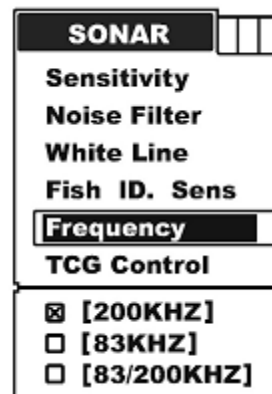 SONAR
Sensitivity
Noise Filter
White Line
Fish ID. Sens
Frequency
TCG Control
[200KHZ]
[83KHZ]
[83/200KHZ]